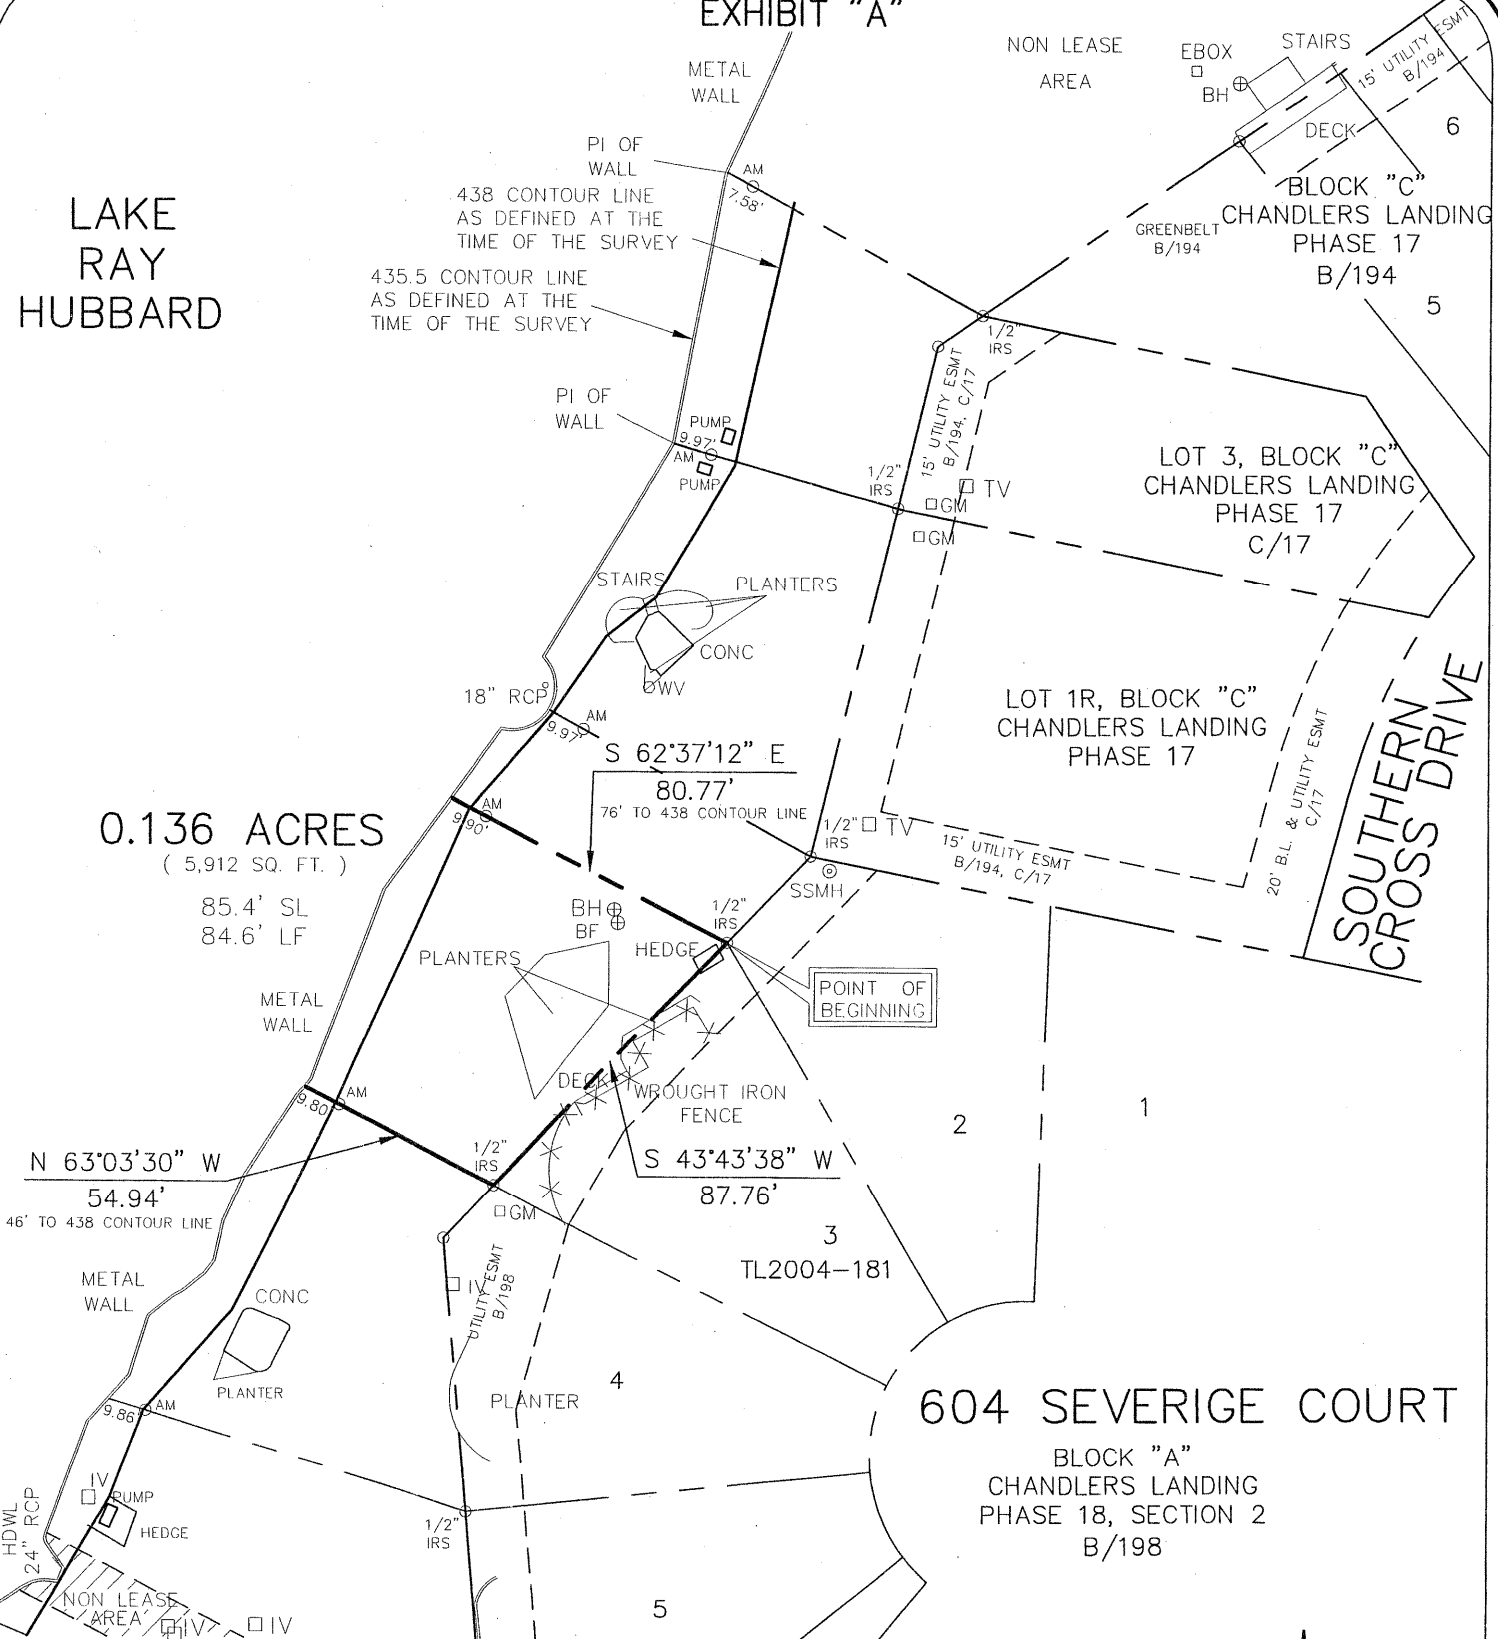 EXHIBIT "A"
METAL
WALL
NON LEASE
AREA
EBOX
BH
STAIRS
15' UTILITY ESMT
B/194
DECK
6
PI OF
WALL
AM
7.58'
LAKE
RAY
HUBBARD
438 CONTOUR LINE
AS DEFINED AT THE
TIME OF THE SURVEY
435.5 CONTOUR LINE
AS DEFINED AT THE
TIME OF THE SURVEY
GREENBELT
B/194
BLOCK "C"
CHANDLERS LANDING
PHASE 17
B/194
5
1/2"
IRS
15' UTILITY ESMT
B/194, C/17
PI OF
WALL
PUMP
9.97'
AM
PUMP
1/2"
IRS
TV
GM
GM
LOT 3, BLOCK "C"
CHANDLERS LANDING
PHASE 17
C/17
STAIRS
PLANTERS
CONC
WV
18" RCP
AM
9.97'
LOT 1R, BLOCK "C"
CHANDLERS LANDING
PHASE 17
20' B.L. & UTILITY ESMT
C/17
SOUTHERN
CROSS DRIVE
S 62°37'12" E
80.77'
76' TO 438 CONTOUR LINE
AM
9.90'
0.136 ACRES
( 5,912 SQ. FT. )
85.4' SL
84.6' LF
1/2"
IRS
TV
15' UTILITY ESMT
B/194, C/17
SSMH
1/2"
IRS
BH
BF
HEDGE
PLANTERS
POINT OF
BEGINNING
METAL
WALL
AM
9.80'
DECK
WROUGHT IRON
FENCE
2
1
N 63°03'30" W
54.94'
46' TO 438 CONTOUR LINE
1/2"
IRS
GM
S 43°43'38" W
87.76'
3
TL2004-181
METAL
WALL
CONC
PLANTER
IV
UTILITY ESMT
B/198
4
PLANTER
9.86'
AM
604 SEVERIGE COURT
BLOCK "A"
CHANDLERS LANDING
PHASE 18, SECTION 2
B/198
IV
PUMP
HEDGE
HDWL
24" RCP
1/2"
IRS
NON LEASE
AREA
IV
IV
5